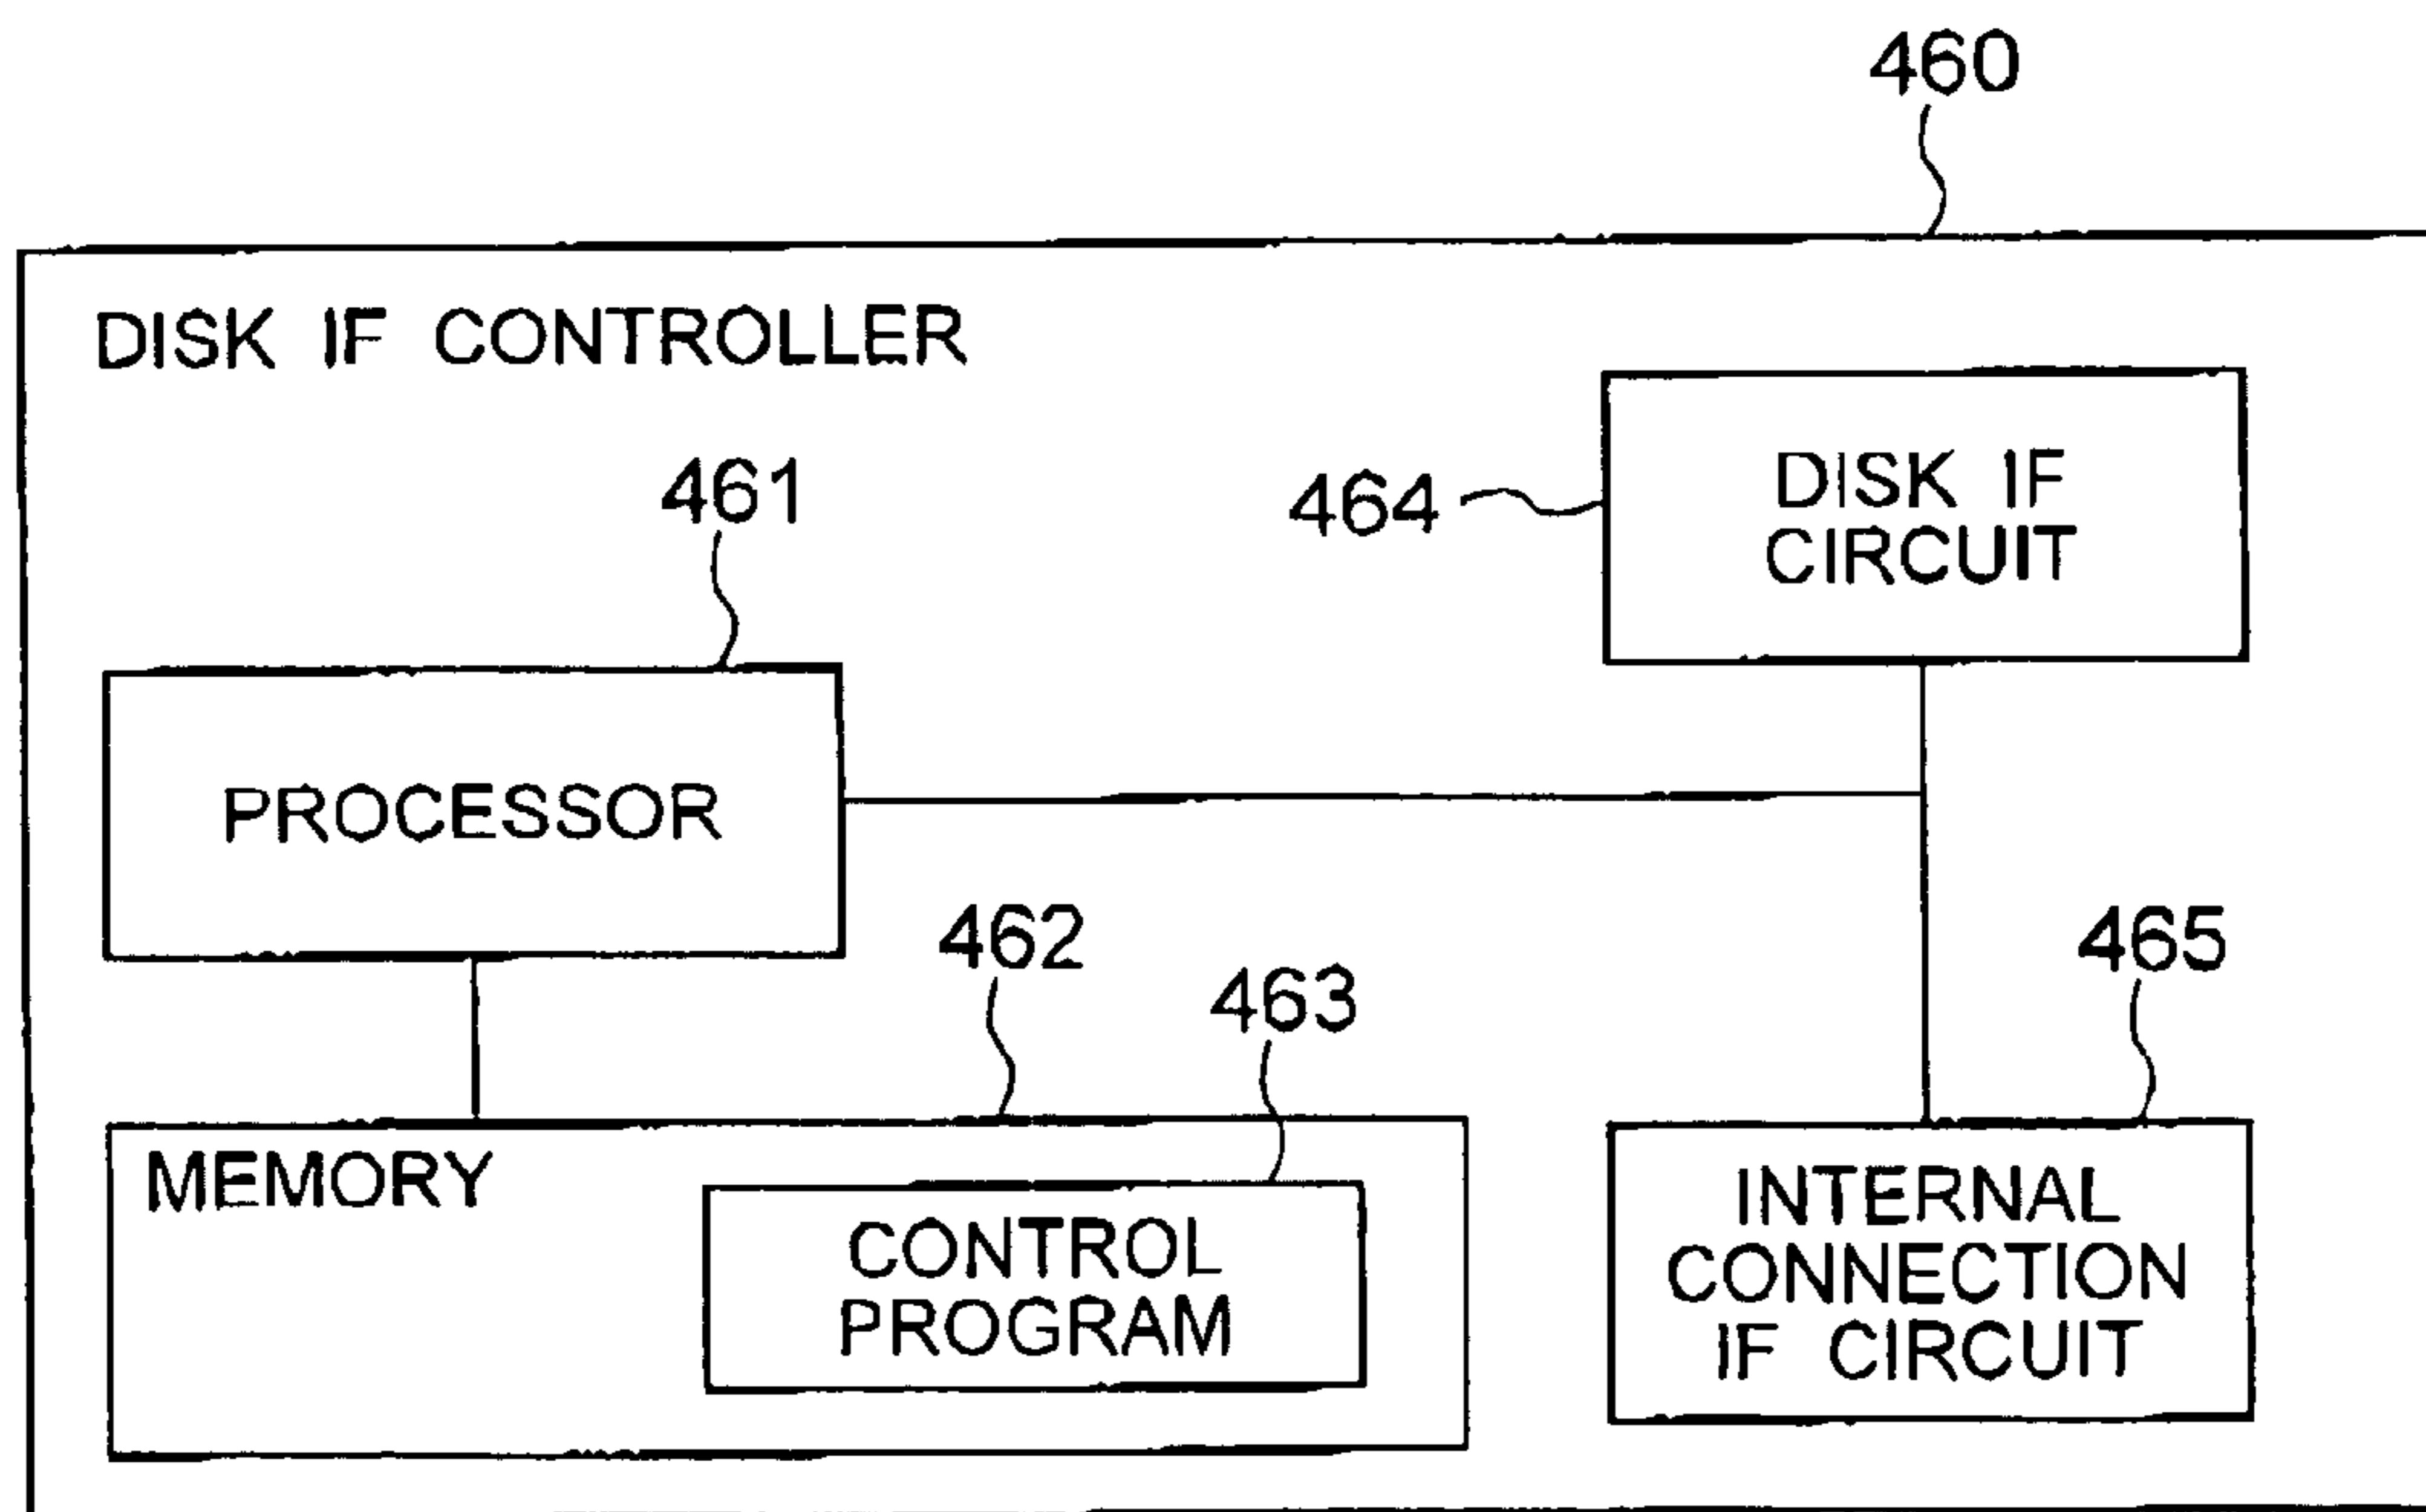 460
DISK IF CONTROLLER
461
464
DISK IF
CIRCUIT
PROCESSOR
462
463
465
MEMORY
CONTROL
PROGRAM
INTERNAL
CONNECTION
IF CIRCUIT